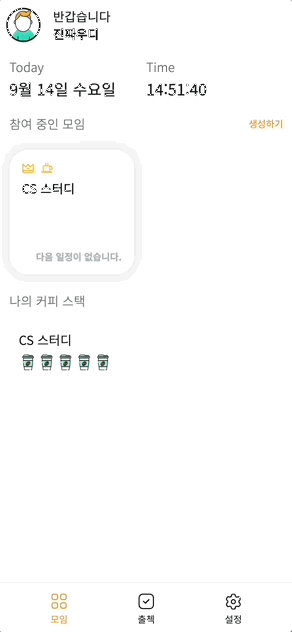 반갑습니다
진짜우디
Today
Time
9월 14일 수요일
14:51:40
참여 중인 모임
생성하기
CS 스터디
다음 일정이 없습니다.
나의 커피 스택
CS 스터디
모임
출첵
설정